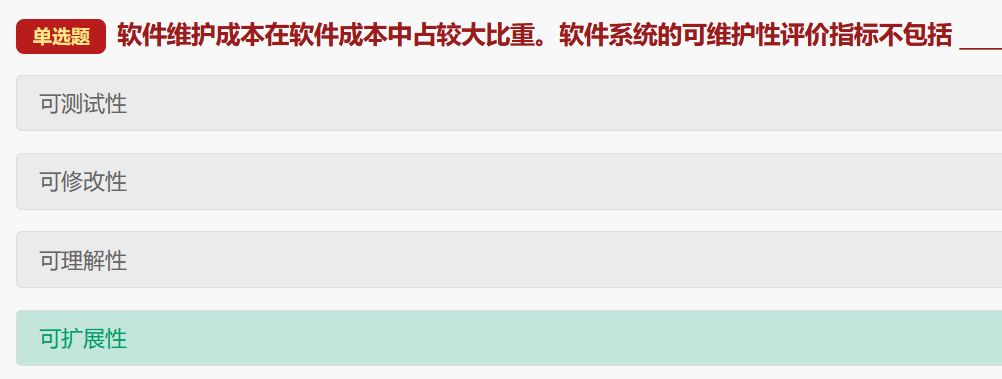 单选题 软件维护成本在软件成本中占较大比重。软件系统的可维护性评价指标不包括 ____
可测试性
可修改性
可理解性
可扩展性